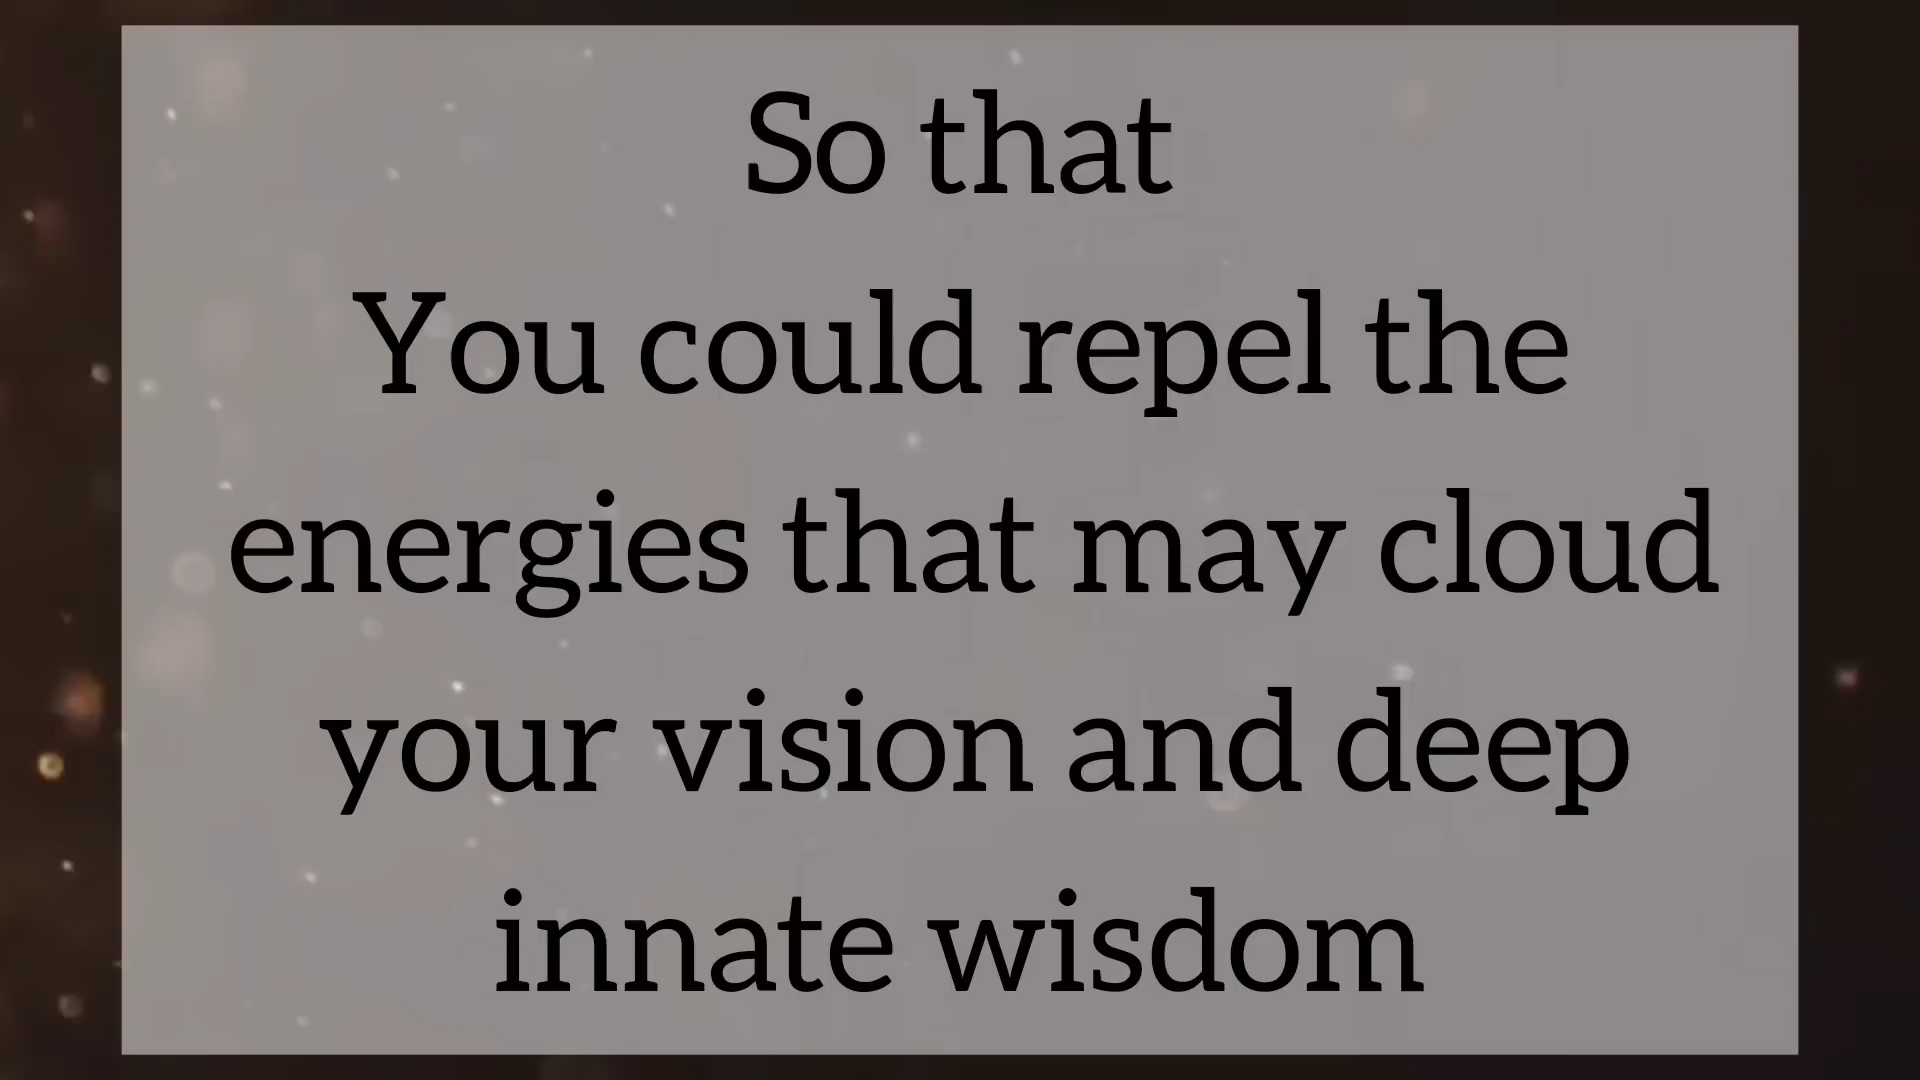 So that
You could repel the
energies that may cloud
your vision and deep
innate wisdom